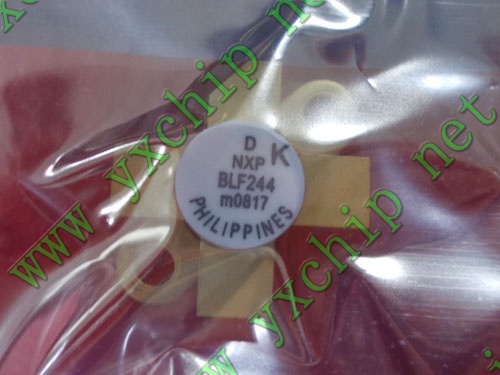 www.yxchip.net
D K
NXP
BLF244
m0817
PHILIPPINES
www.yxchip net